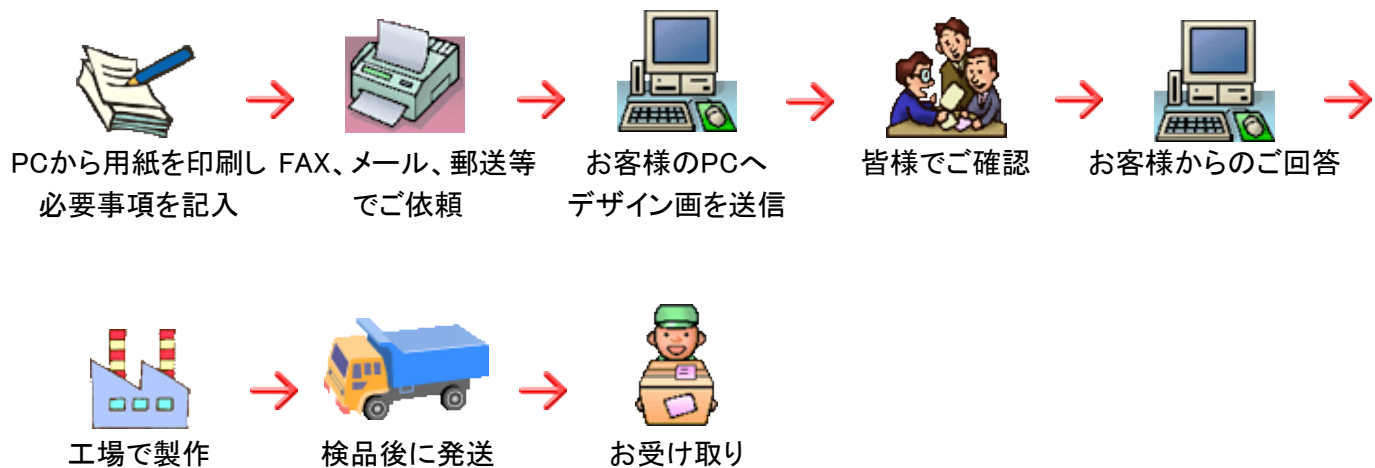 PCから用紙を印刷し
必要事項を記入
FAX、メール、郵送等
でご依頼
お客様のPCへ
デザイン画を送信
皆様でご確認
お客様からのご回答
工場で製作
検品後に発送
お受け取り